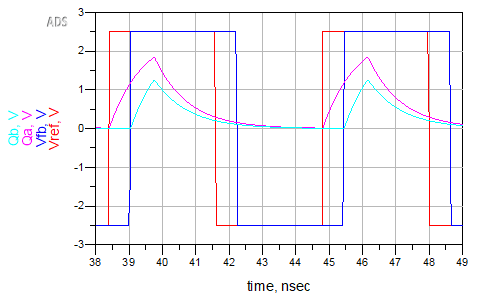 ADS
Qb, V
Qa, V
Vfb, V
Vref, V
3
2
1
0
-1
-2
-3
38 39 40 41 42 43 44 45 46 47 48 49
time, nsec